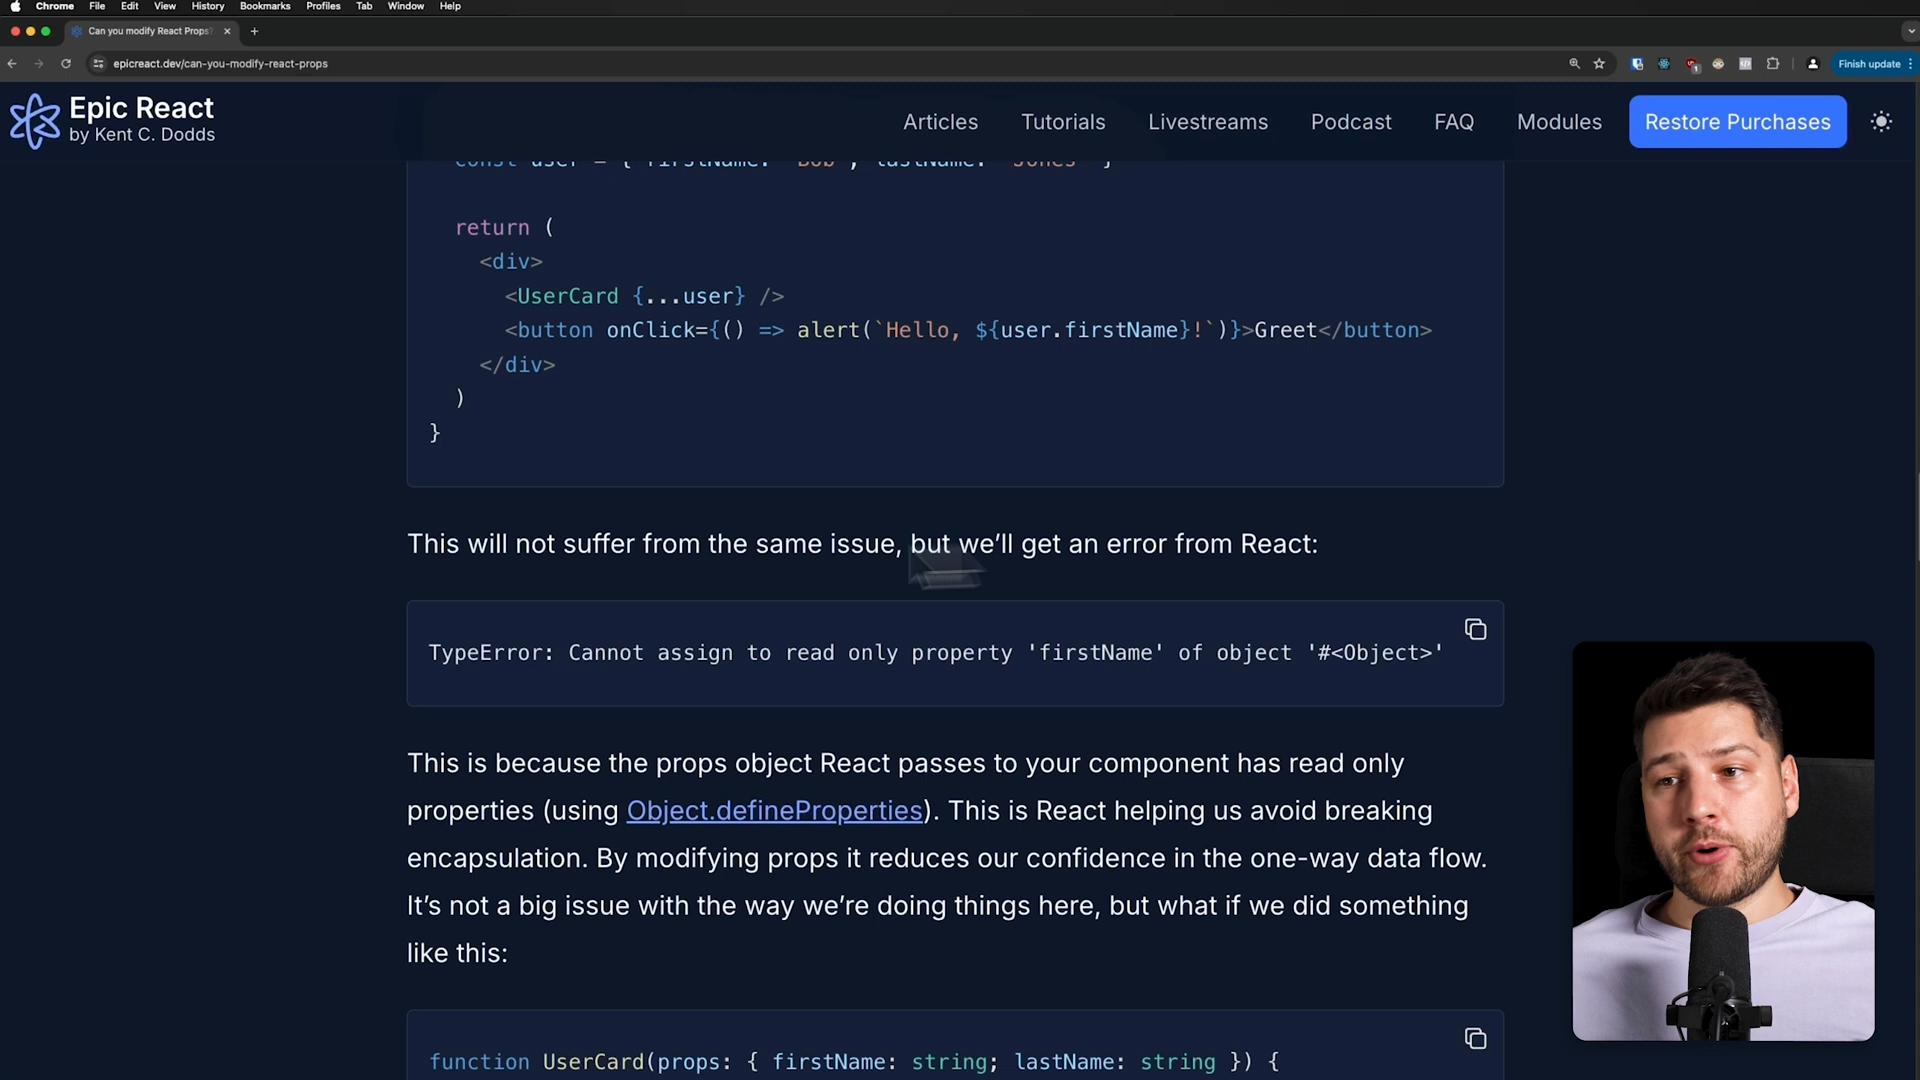 Chrome File Edit View History Bookmarks Profiles Tab Window Help
Can you modify React Props?
epicreact.dev/can-you-modify-react-props
Finish update
Epic React
by Kent C. Dodds
Articles Tutorials Livestreams Podcast FAQ Modules Restore Purchases
const user = { firstName: 'Bob', lastName: 'Jones' }
return (
<div>
<UserCard {...user} />
<button onClick={() => alert(`Hello, ${user.firstName}!`)}>Greet</button>
</div>
)
}
This will not suffer from the same issue, but we’ll get an error from React:
TypeError: Cannot assign to read only property 'firstName' of object '#<Object>'
This is because the props object React passes to your component has read only
properties (using Object.defineProperties). This is React helping us avoid breaking
encapsulation. By modifying props it reduces our confidence in the one-way data flow.
It’s not a big issue with the way we’re doing things here, but what if we did something
like this:
function UserCard(props: { firstName: string; lastName: string }) {